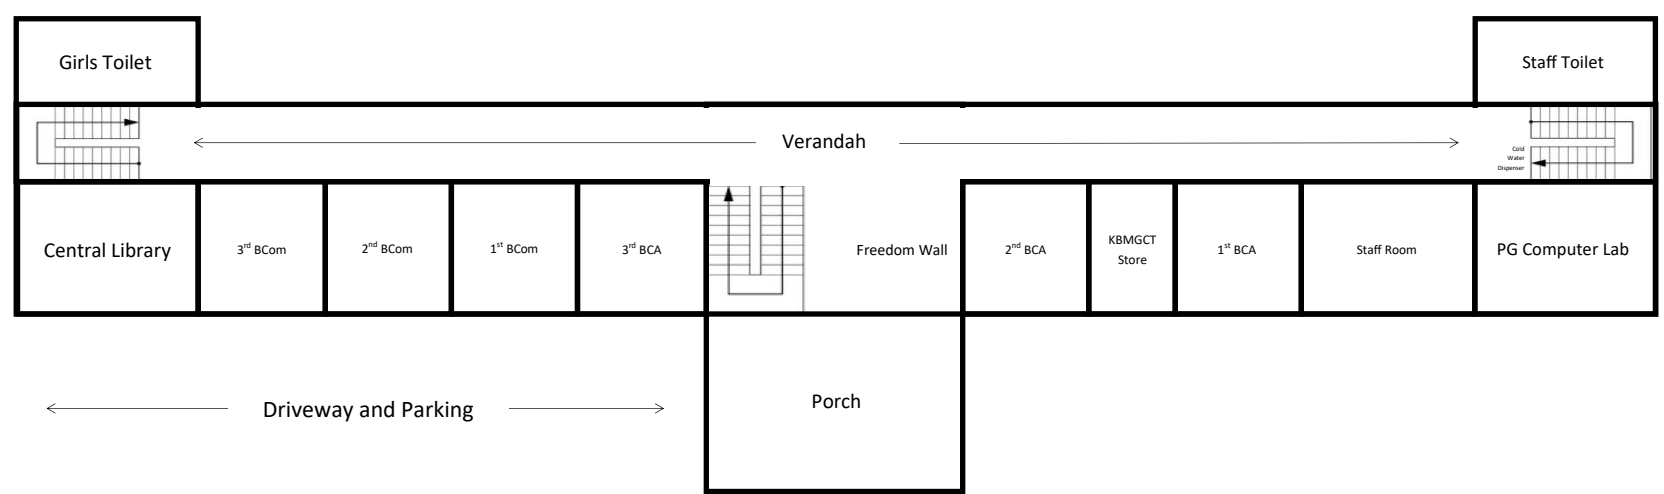 Girls Toilet
Staff Toilet
Verandah
Cold
Water
Dispenser
Central Library
3rd BCom
2nd BCom
1st BCom
3rd BCA
Freedom Wall
2nd BCA
KBMGCT
Store
1st BCA
Staff Room
PG Computer Lab
Porch
Driveway and Parking